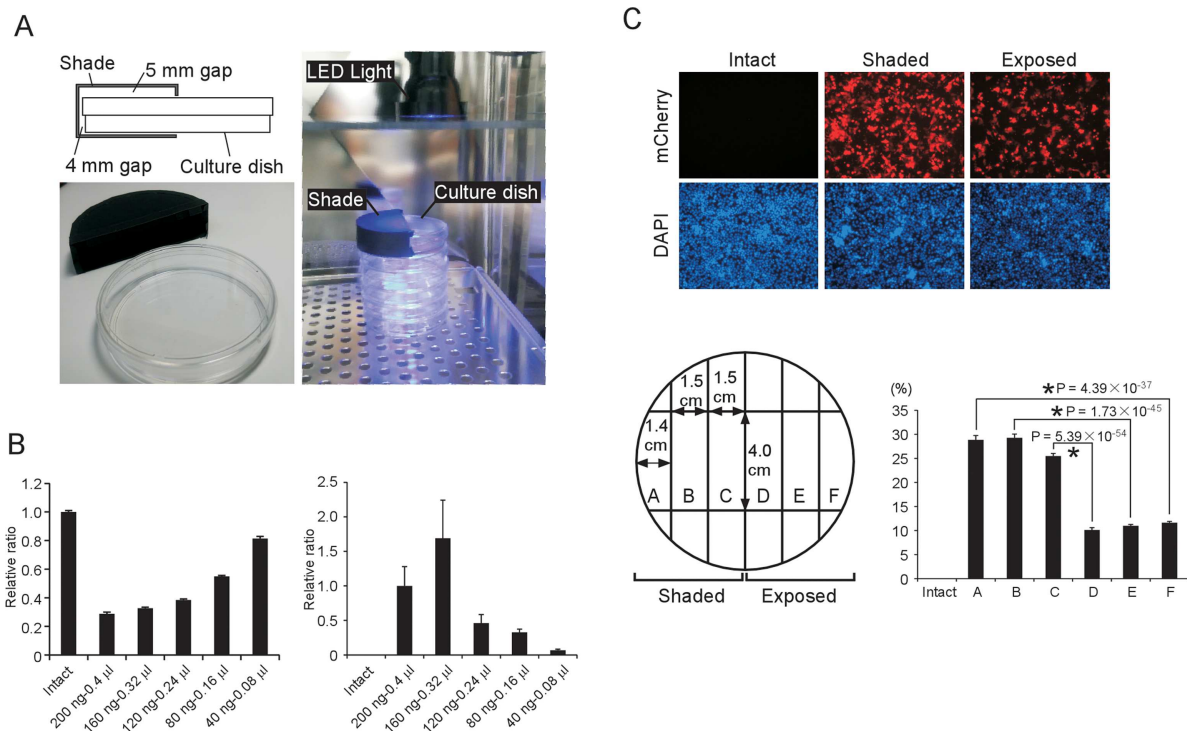 A
Shade
5 mm gap
4 mm gap
Culture dish
LED Light
Shade
Culture dish
B
Relative ratio
1.2
1.0
0.8
0.6
0.4
0.2
0
Intact
200 ng-0.4 μl
160 ng-0.32 μl
120 ng-0.24 μl
80 ng-0.16 μl
40 ng-0.08 μl
Relative ratio
2.5
2.0
1.5
1.0
0.5
0
Intact
200 ng-0.4 μl
160 ng-0.32 μl
120 ng-0.24 μl
80 ng-0.16 μl
40 ng-0.08 μl
C
Intact
Shaded
Exposed
mCherry
DAPI
1.5 cm
1.5 cm
1.4 cm
4.0 cm
A B C D E F
Shaded
Exposed
(%)
35
30
25
20
15
10
5
0
* P = 4.39×10⁻³⁷
* P = 1.73×10⁻⁴⁵
P = 5.39×10⁻⁵⁴
*
Intact A B C D E F